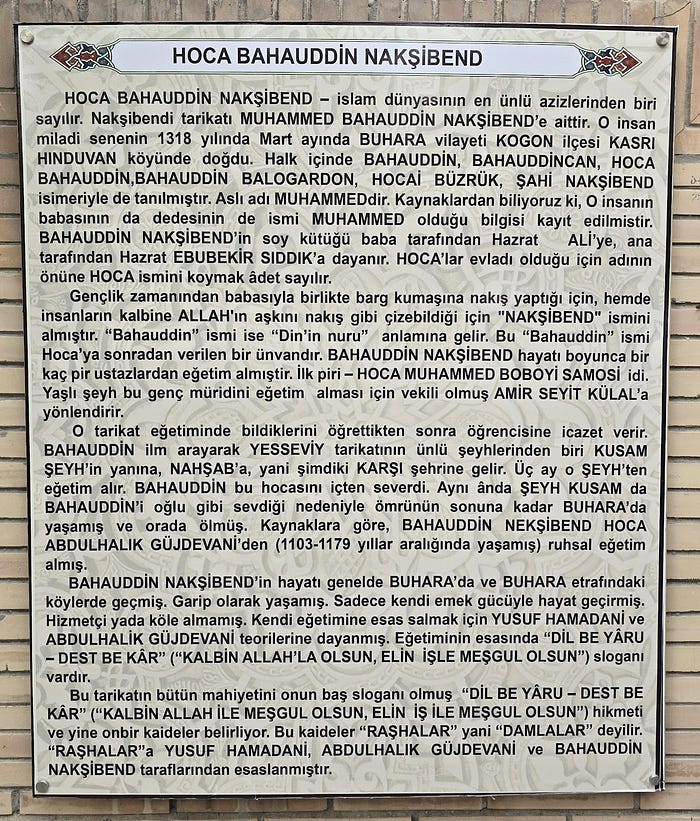 HOCA BAHAUDDİN NAKŞİBEND
HOCA BAHAUDDİN NAKŞİBEND – islam dünyasının en ünlü azizlerinden biri
sayılır. Nakşibendi tarikatı MUHAMMED BAHAUDDİN NAKŞİBEND'e aittir. O insan
miladi senenin 1318 yılında Mart ayında BUHARA vilayeti KOGON ilçesi KASRI
HINDUVAN köyünde doğdu. Halk içinde BAHAUDDİN, BAHAUDDİNCAN, HOCA
BAHAUDDİN,BAHAUDDİN BALOGARDON, HOCAİ BÜZRÜK, ŞAHİ NAKŞİBEND
isimeriyle de tanılmıştır. Aslı adı MUHAMMEDdir. Kaynaklardan biliyoruz ki, O insanın
babasının da dedesinin de ismi MUHAMMED olduğu bilgisi kayıt edilmistir.
BAHAUDDİN NAKŞİBEND'in soy kütüğü baba tarafından Hazrat ALİ'ye, ana
tarafından Hazrat EBUBEKİR SIDDIK'a dayanır. HOCA'lar evladı olduğu için adının
önüne HOCA ismini koymak âdet sayılır.
Gençlik zamanından babasıyla birlikte barg kumaşına nakış yaptığı için, hemde
insanların kalbine ALLAH'ın aşkını nakış gibi çizebildiği için "NAKŞİBEND" ismini
almıştır. “Bahauddin” ismi ise “Din'in nuru” anlamına gelir. Bu “Bahauddin” ismi
Hoca'ya sonradan verilen bir ünvandır. BAHAUDDİN NAKŞİBEND hayatı boyunca bir
kaç pir ustazlardan eğetim almıştir. İlk piri – HOCA MUHAMMED BOBOYİ SAMOSİ idi.
Yaşlı şeyh bu genç müridini eğetim alması için vekili olmuş AMİR SEYİT KÜLAL'a
yönlendirir.
O tarikat eğetiminde bildiklerini öğrettikten sonra öğrencisine icazet verir.
BAHAUDDİN ilm arayarak YESSEVİY tarikatının ünlü şeyhlerinden biri KUSAM
ŞEYH'in yanına, NAHŞAB'a, yani şimdiki KARŞI şehrine gelir. Üç ay o ŞEYH'ten
eğetim alır. BAHAUDDİN bu hocasını içten severdi. Aynı ânda ŞEYH KUSAM da
BAHAUDDİN'i oğlu gibi sevdiği nedeniyle ömrünün sonuna kadar BUHARA'da
yaşamış ve orada ölmüş. Kaynaklara göre, BAHAUDDİN NEKŞİBEND HOCA
ABDULHALIK GÜJDEVANİ'den (1103-1179 yıllar aralığında yaşamış) ruhsal eğetim
almiş.
BAHAUDDİN NAKŞİBEND'in hayatı genelde BUHARA'da ve BUHARA etrafındaki
köylerde geçmiş. Garip olarak yaşamış. Sadece kendi emek gücüyle hayat geçirmiş.
Hizmetçi yada köle almamış. Kendi eğetimine esas salmak için YUSUF HAMADANİ ve
ABDULHALİK GÜJDEVANİ teorilerine dayanmış. Eğetiminin esasında “DİL BE YÂRU
– DEST BE KÂR” (“KALBİN ALLAH'LA OLSUN, ELİN İŞLE MEŞGUL OLSUN”) sloganı
vardır.
Bu tarikatın bütün mahiyetini onun baş sloganı olmuş “DİL BE YÂRU – DEST BE
KÂR” (“KALBİN ALLAH İLE MEŞGUL OLSUN, ELİN İŞ İLE MEŞGUL OLSUN”) hikmeti
ve yine onbir kaideler belirliyor. Bu kaideler “RAŞHALAR” yani “DAMLALAR” deyilir.
“RAŞHALAR”a YUSUF HAMADANİ, ABDULHALIK GÜJDEVANİ ve BAHAUDDİN
NAKŞİBEND taraflarından esaslanmıştır.